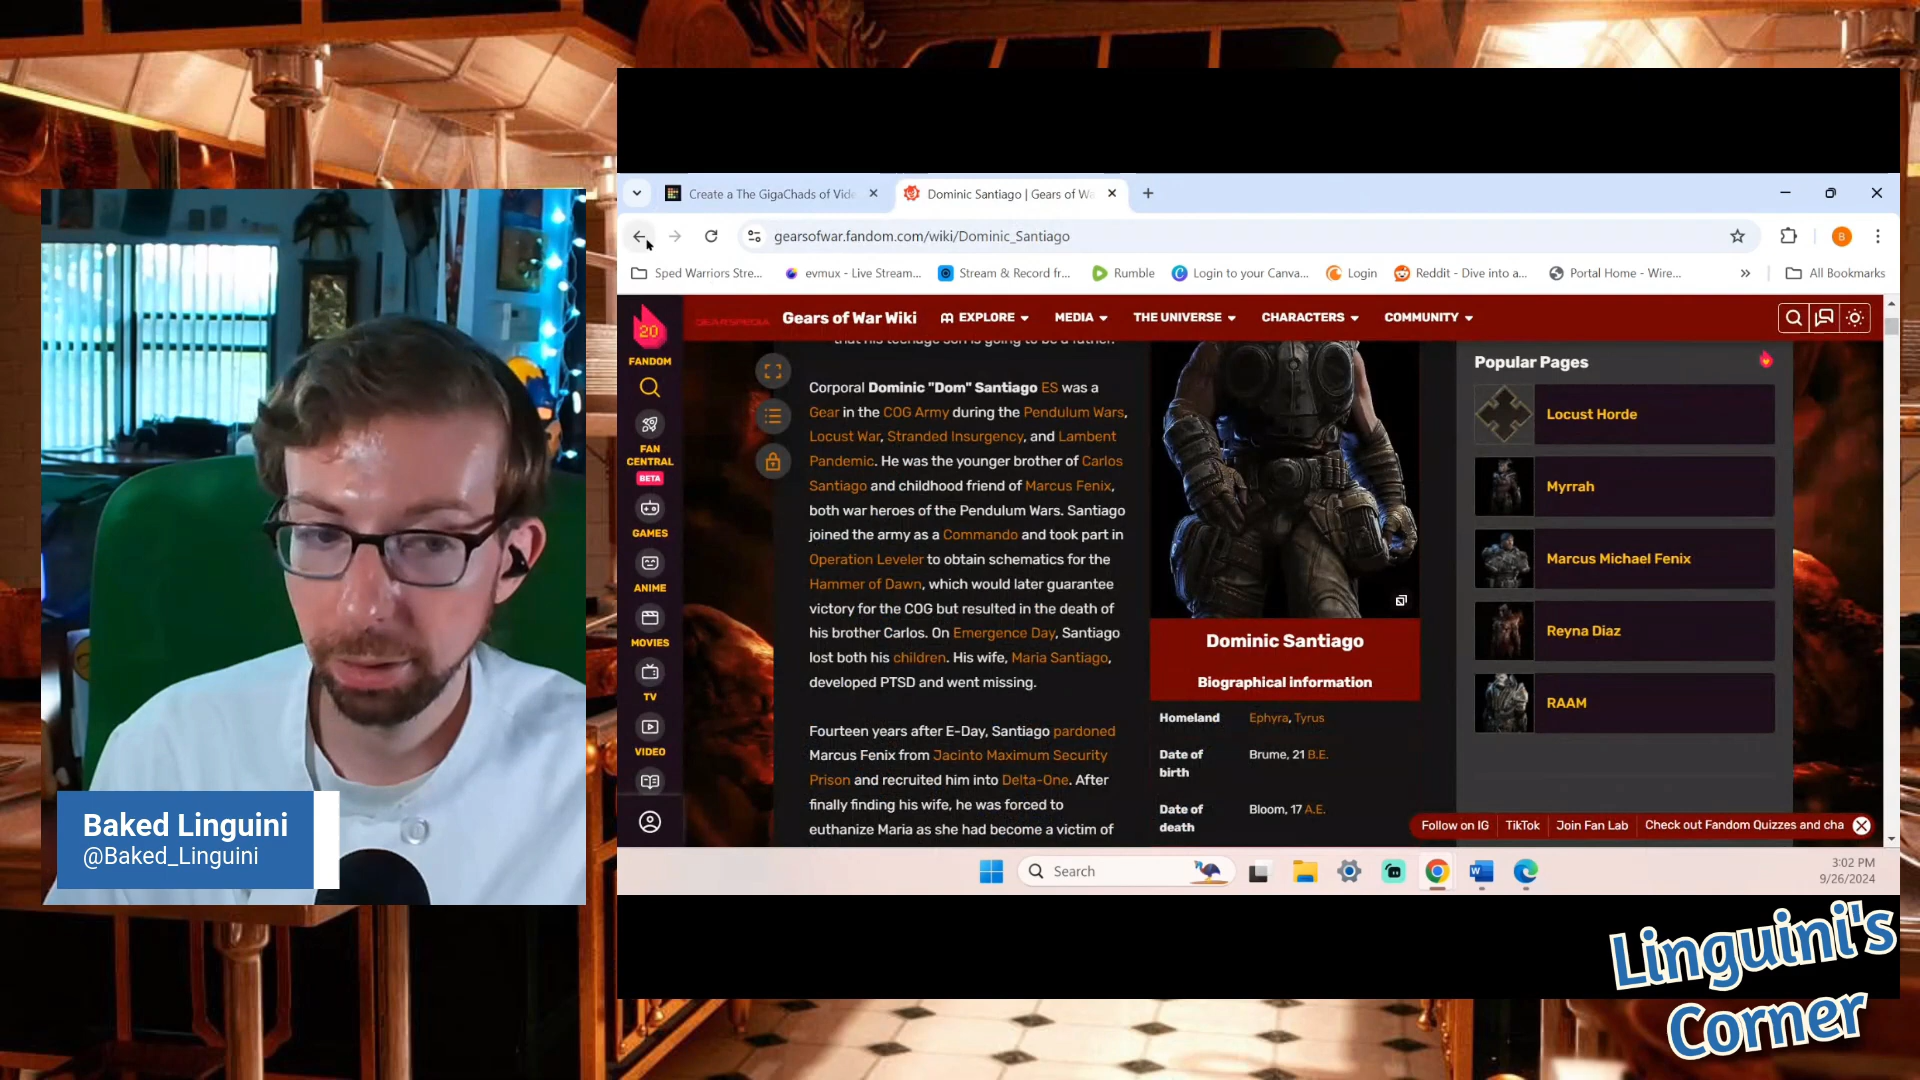 Create a The GigaChads of Vide
Dominic Santiago | Gears of Wa
gearsofwar.fandom.com/wiki/Dominic_Santiago
B
Sped Warriors Stre...
evmux - Live Stream...
Stream & Record fr...
Rumble
Login to your Canva...
Login
Reddit - Dive into a...
Portal Home - Wire...
All Bookmarks
20
FANDOM
FAN
CENTRAL
BETA
GAMES
ANIME
MOVIES
TV
VIDEO
GEARSPEDIA
Gears of War Wiki
EXPLORE
MEDIA
THE UNIVERSE
CHARACTERS
COMMUNITY
that his teenage son is going to be a father.
Corporal Dominic "Dom" Santiago ES was a
Gear in the COG Army during the Pendulum Wars,
Locust War, Stranded Insurgency, and Lambent
Pandemic. He was the younger brother of Carlos
Santiago and childhood friend of Marcus Fenix,
both war heroes of the Pendulum Wars. Santiago
joined the army as a Commando and took part in
Operation Leveler to obtain schematics for the
Hammer of Dawn, which would later guarantee
victory for the COG but resulted in the death of
his brother Carlos. On Emergence Day, Santiago
lost both his children. His wife, Maria Santiago,
developed PTSD and went missing.
Fourteen years after E-Day, Santiago pardoned
Marcus Fenix from Jacinto Maximum Security
Prison and recruited him into Delta-One. After
finally finding his wife, he was forced to
euthanize Maria as she had become a victim of
Dominic Santiago
Biographical information
Homeland
Ephyra, Tyrus
Date of
birth
Brume, 21 B.E.
Date of
death
Bloom, 17 A.E.
Popular Pages
Locust Horde
Myrrah
Marcus Michael Fenix
Reyna Diaz
RAAM
Follow on IG
TikTok
Join Fan Lab
Check out Fandom Quizzes and cha
Search
3:02 PM
9/26/2024
Baked Linguini
@Baked_Linguini
Linguini's
Corner